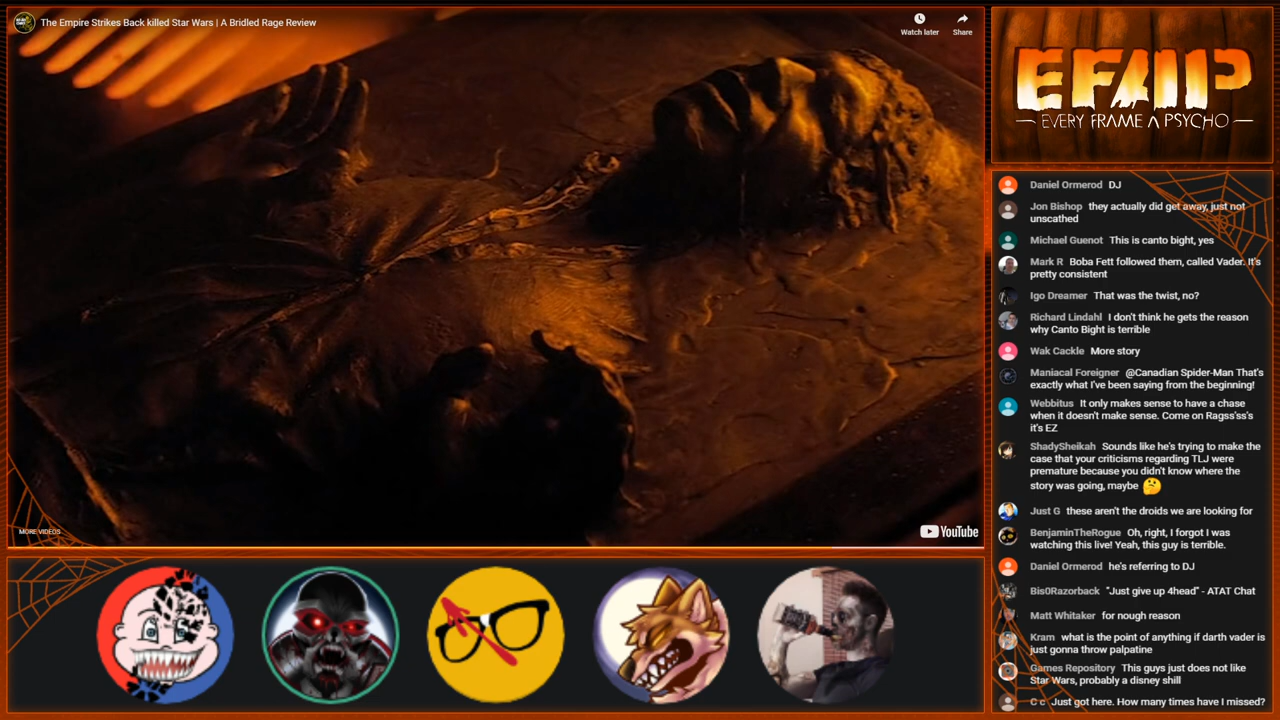 The Empire Strikes Back killed Star Wars | A Bridled Rage Review
Watch later
Share
MORE VIDEOS
YouTube
EFAP
EVERY FRAME A PSYCHO
Daniel Ormerod DJ
Jon Bishop they actually did get away, just not
unscathed
Michael Guenot This is canto bight, yes
Mark R Boba Fett followed them, called Vader. It's
pretty consistent
Igo Dreamer That was the twist, no?
Richard Lindahl I don't think he gets the reason
why Canto Bight is terrible
Wak Cackle More story
Maniacal Foreigner @Canadian Spider-Man That's
exactly what I've been saying from the beginning!
Webbitus It only makes sense to have a chase
when it doesn't make sense. Come on Ragss'ss's
it's EZ
ShadySheikah Sounds like he's trying to make the
case that your criticisms regarding TLJ were
premature because you didn't know where the
story was going, maybe 🤔
Just G these aren't the droids we are looking for
BenjaminTheRogue Oh, right, I forgot I was
watching this live! Yeah, this guy is terrible.
Daniel Ormerod he's referring to DJ
Bis0Razorback "Just give up 4head" - ATAT Chat
Matt Whitaker for nough reason
Kram what is the point of anything if darth vader is
just gonna throw palpatine
Games Repository This guys just does not like
Star Wars, probably a disney shill
C c Just got here. How many times have I missed?